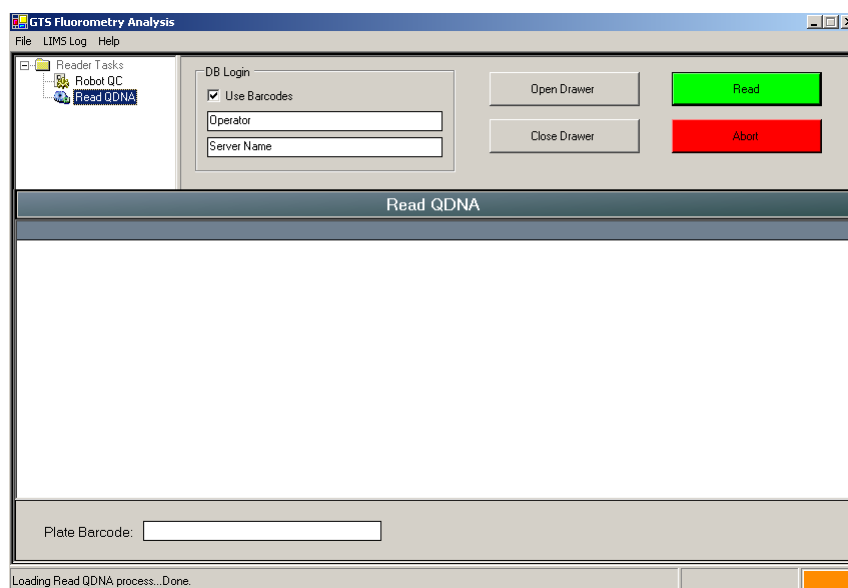 GTS Fluorometry Analysis
File LIMS Log Help
Reader Tasks
Robot QC
Read QDNA
DB Login
Use Barcodes
Operator
Server Name
Open Drawer
Read
Close Drawer
Abort
Read QDNA
Plate Barcode:
Loading Read QDNA process...Done.